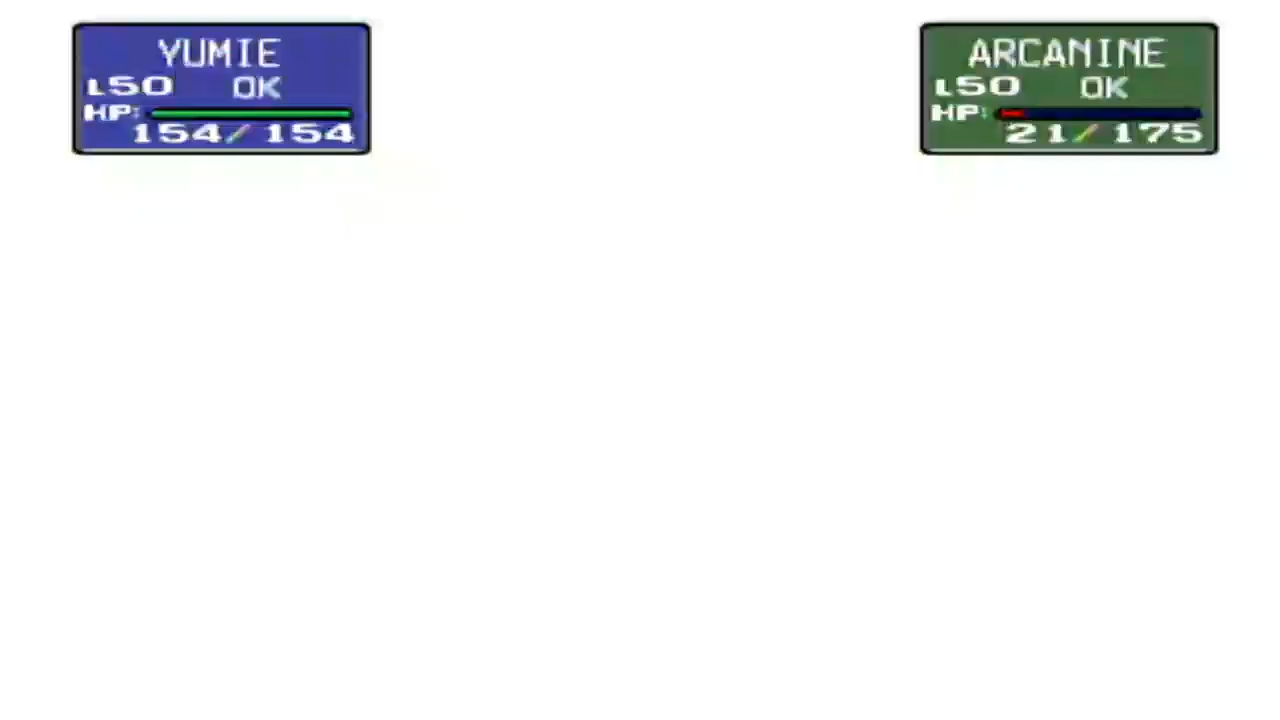 YUMIE
L50 OK
HP:
154/154
ARCANINE
L50 OK
HP:
21/175